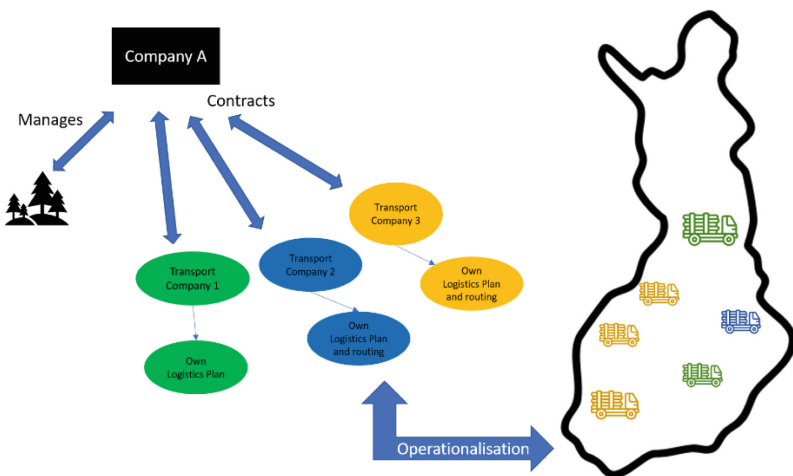 Company A
Contracts
Manages
Transport
Company 3
Transport
Company 2
Transport
Company 1
Own
Logistics Plan
and routing
Own
Logistics Plan
and routing
Own
Logistics Plan
Operationalisation